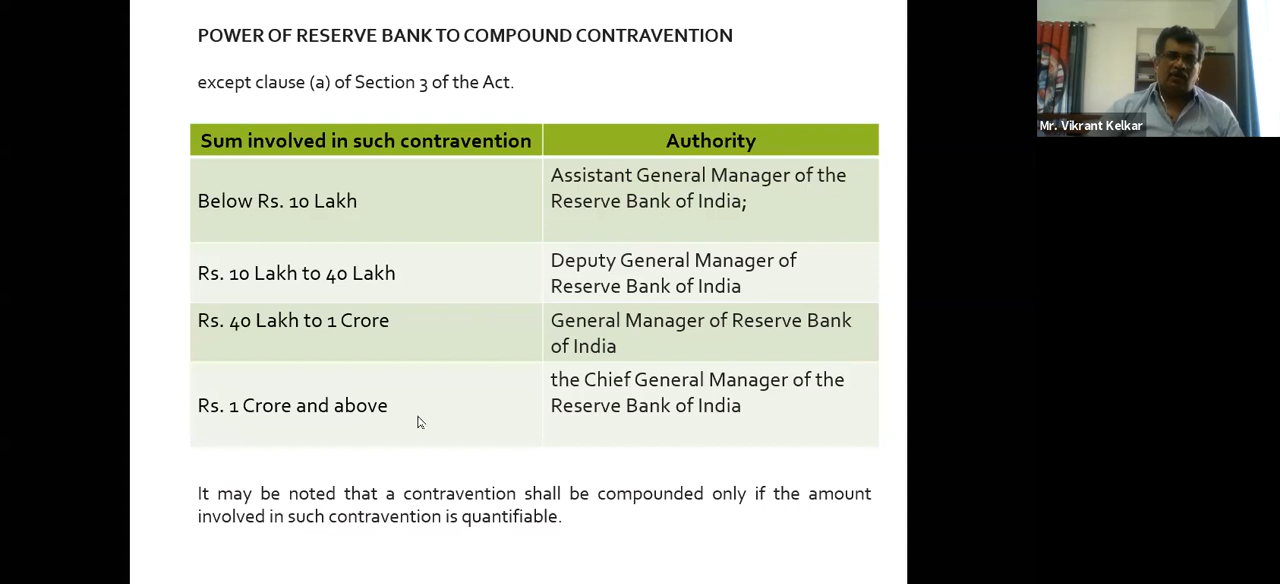 POWER OF RESERVE BANK TO COMPOUND CONTRAVENTION
except clause (a) of Section 3 of the Act.
Sum involved in such contravention
Authority
Below Rs. 10 Lakh
Assistant General Manager of the
Reserve Bank of India;
Rs. 10 Lakh to 40 Lakh
Deputy General Manager of
Reserve Bank of India
Rs. 40 Lakh to 1 Crore
General Manager of Reserve Bank
of India
Rs. 1 Crore and above
the Chief General Manager of the
Reserve Bank of India
It may be noted that a contravention shall be compounded only if the amount
involved in such contravention is quantifiable.
Mr. Vikrant Kelkar